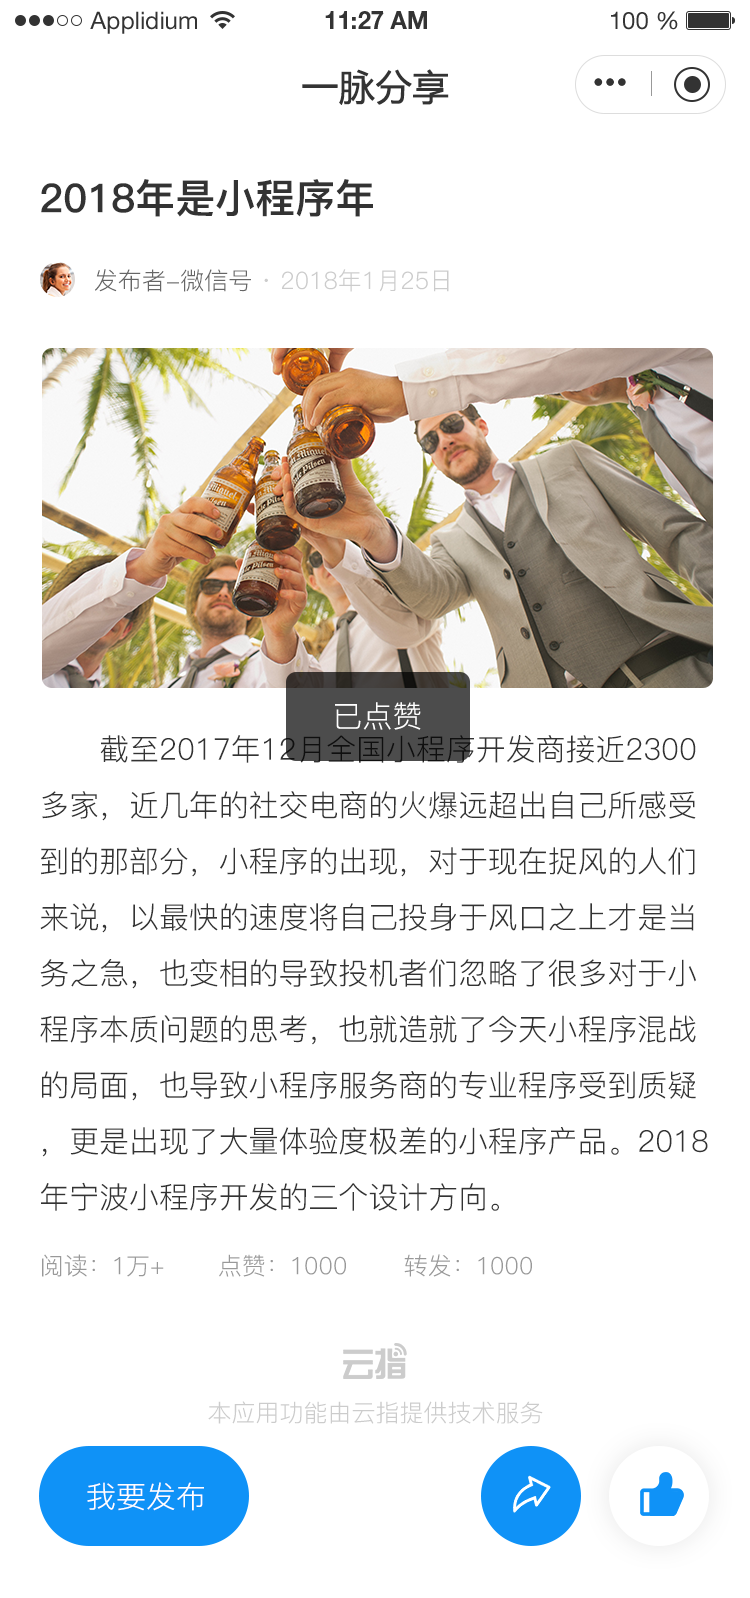 Applidium 11:27 AM 100 %
一脉分享
2018年是小程序年
发布者-微信号 · 2018年1月25日
已点赞
截至2017年12月全国小程序开发商接近2300
多家，近几年的社交电商的火爆远超出自己所感受
到的那部分，小程序的出现，对于现在捉风的人们
来说，以最快的速度将自己投身于风口之上才是当
务之急，也变相的导致投机者们忽略了很多对于小
程序本质问题的思考，也就造就了今天小程序混战
的局面，也导致小程序服务商的专业程序受到质疑
，更是出现了大量体验度极差的小程序产品。2018
年宁波小程序开发的三个设计方向。
阅读：1万+ 点赞：1000 转发：1000
云指
本应用功能由云指提供技术服务
我要发布